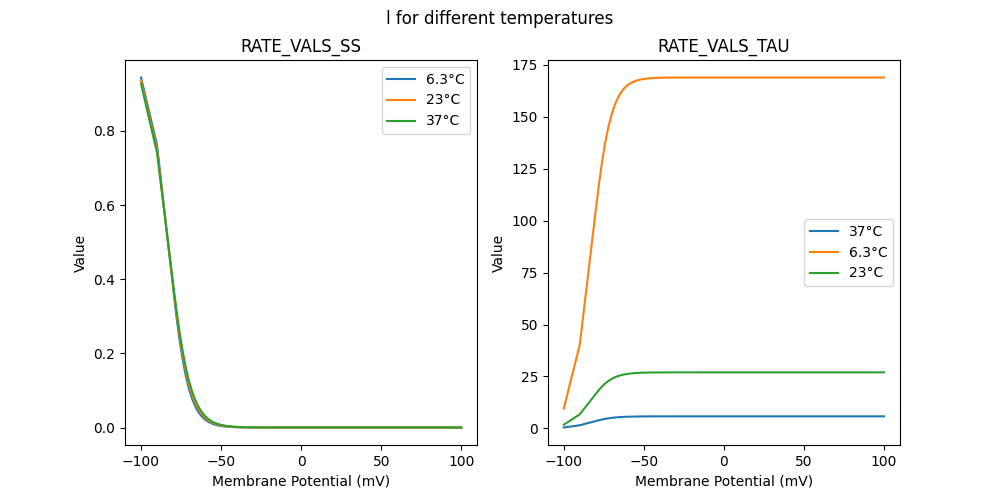 l for different temperatures
RATE_VALS_SS
Value
0.8
0.6
0.4
0.2
0.0
6.3°C
23°C
37°C
−100
−50
0
50
100
Membrane Potential (mV)
RATE_VALS_TAU
Value
175
150
125
100
75
50
25
0
37°C
6.3°C
23°C
−100
−50
0
50
100
Membrane Potential (mV)